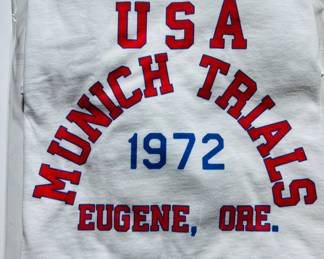 USA
MUNICH TRIALS
1972
EUGENE, ORE.